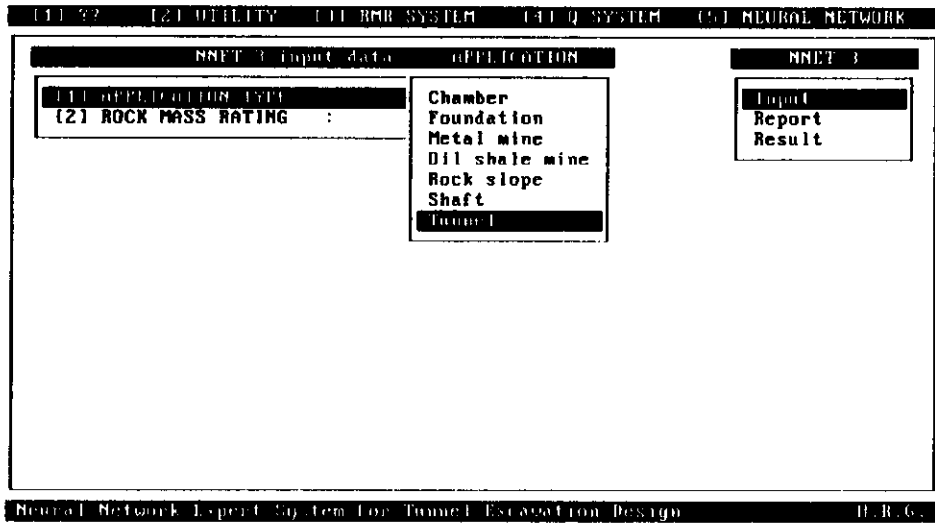 [1] ?? [2] UTILITY [3] RMR SYSTEM [4] Q SYSTEM [5] NEURAL NETWORK
NNET 3 input data APPLICATION NNET 3
[1] APPLICATION TYPE
[2] ROCK MASS RATING :
Chamber
Foundation
Metal mine
Oil shale mine
Rock slope
Shaft
Tunnel
Input
Report
Result
Neural Network Expert System for Tunnel Excavation Design H.R.G.